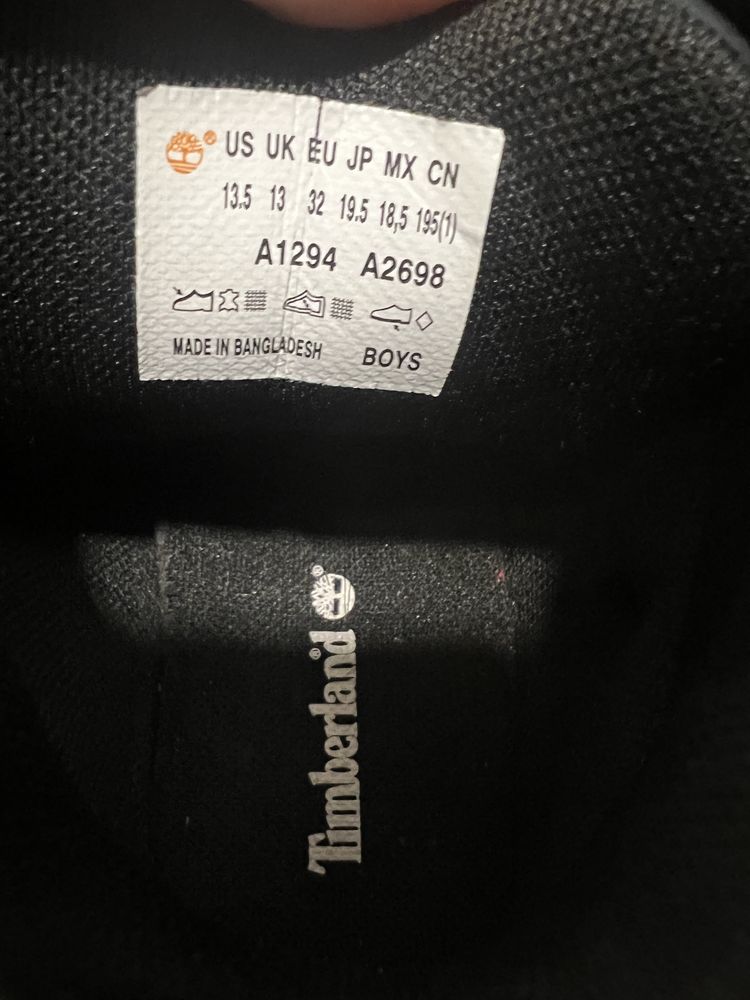 US UK EU JP MX CN
13.5 13 32 19.5 18,5 195(1)
A1294 A2698
MADE IN BANGLADESH BOYS
Timberland